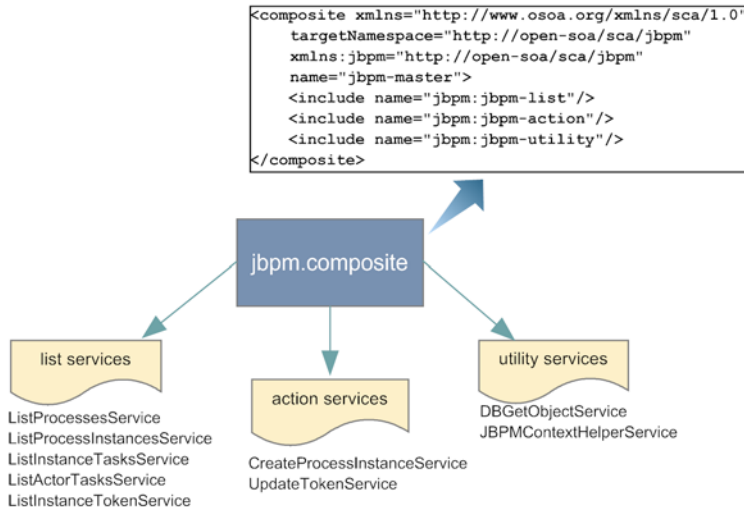 <composite xmlns="http://www.osoa.org/xmlns/sca/1.0"
targetNamespace="http://open-soa/sca/jbpm"
xmlns:jbpm="http://open-soa/sca/jbpm"
name="jbpm-master">
<include name="jbpm:jbpm-list"/>
<include name="jbpm:jbpm-action"/>
<include name="jbpm:jbpm-utility"/>
</composite>
jbpm.composite
list services
ListProcessesService
ListProcessInstancesService
ListInstanceTasksService
ListActorTasksService
ListInstanceTokenService
action services
CreateProcessInstanceService
UpdateTokenService
utility services
DBGetObjectService
JBPMContextHelperService